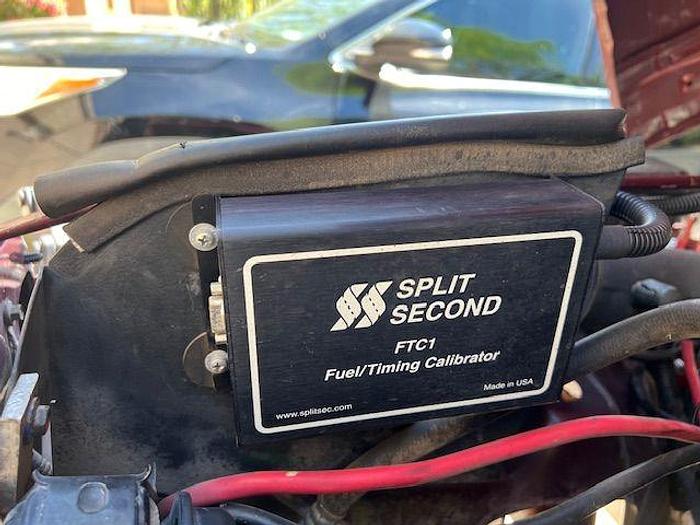 SPLIT
SECOND
FTC1
Fuel/Timing Calibrator
Made in USA
www.splitsec.com